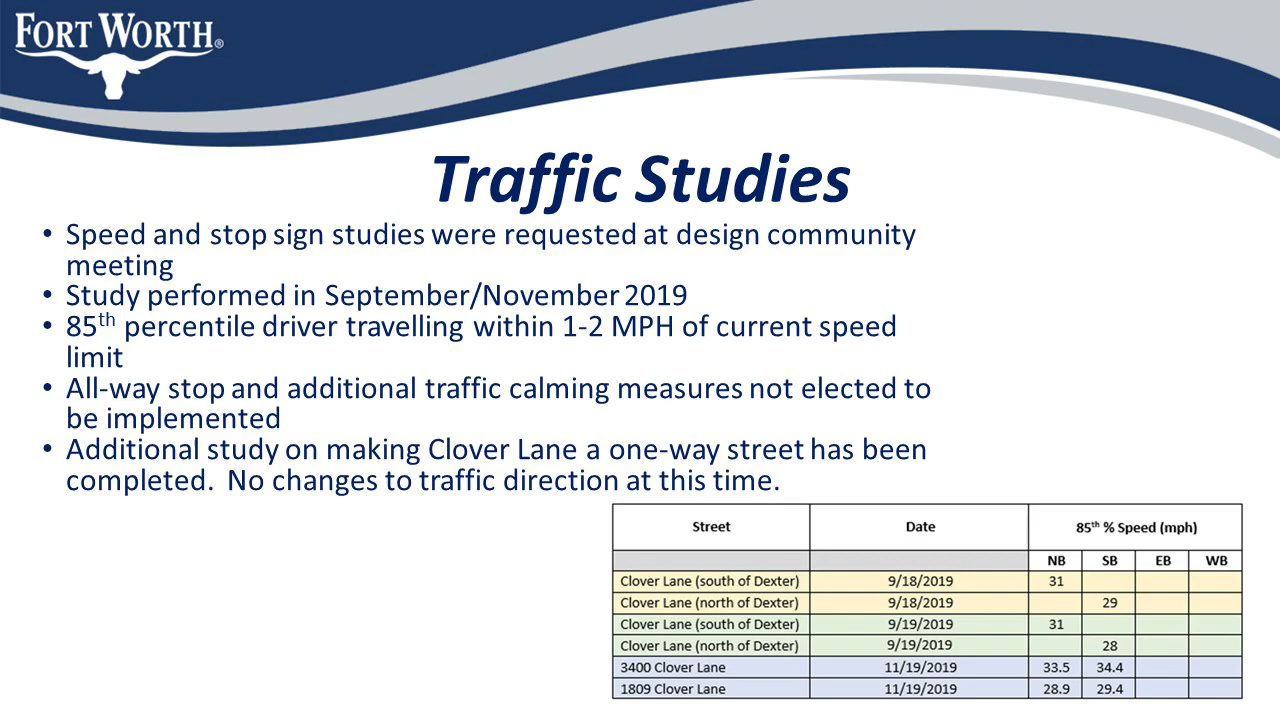 FORT WORTH®
Traffic Studies
• Speed and stop sign studies were requested at design community
meeting
• Study performed in September/November 2019
• 85th percentile driver travelling within 1-2 MPH of current speed
limit
• All-way stop and additional traffic calming measures not elected to
be implemented
• Additional study on making Clover Lane a one-way street has been
completed.  No changes to traffic direction at this time.
Street Date 85th % Speed (mph)
NB SB EB WB
Clover Lane (south of Dexter) 9/18/2019 31
Clover Lane (north of Dexter) 9/18/2019 29
Clover Lane (south of Dexter) 9/19/2019 31
Clover Lane (north of Dexter) 9/19/2019 28
3400 Clover Lane 11/19/2019 33.5 34.4
1809 Clover Lane 11/19/2019 28.9 29.4